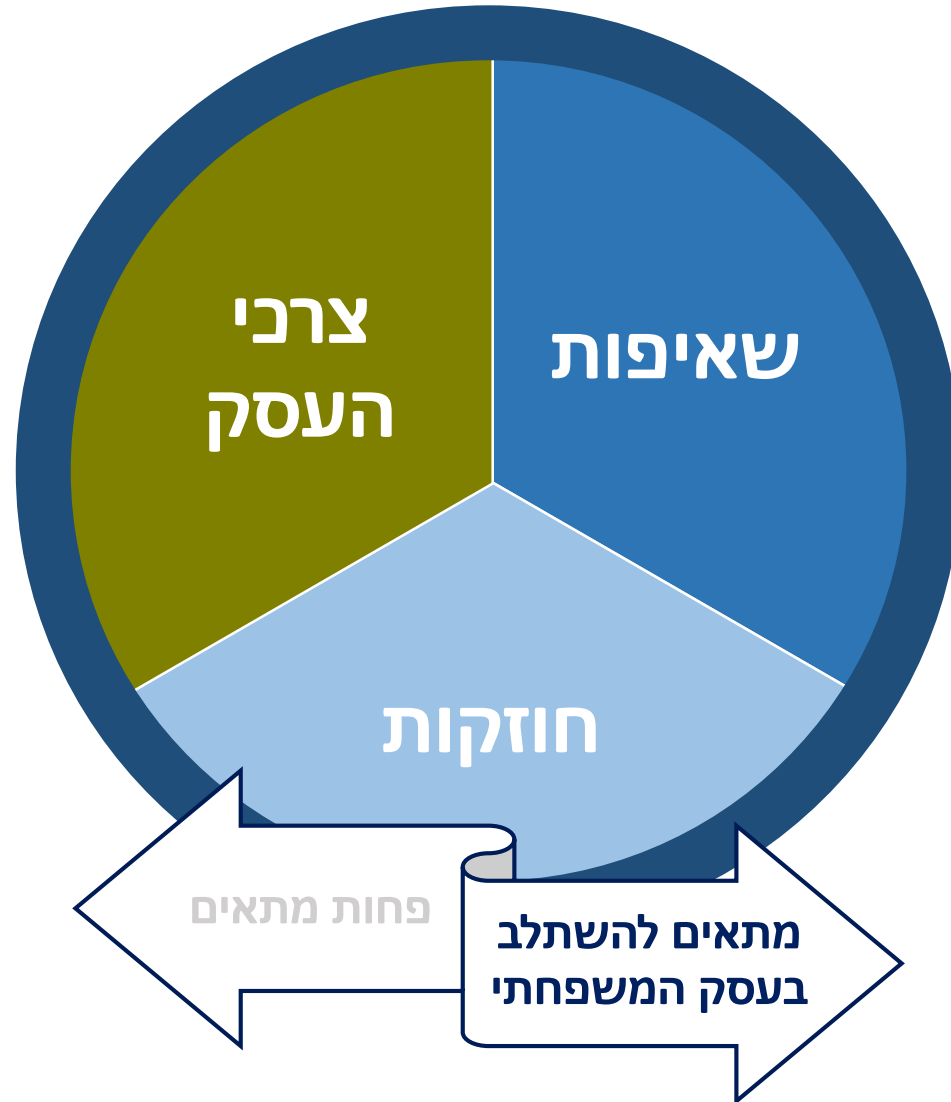 צרכי
העסק
שאיפות
חוזקות
פחות מתאים
מתאים להשתלב
בעסק המשפחתי